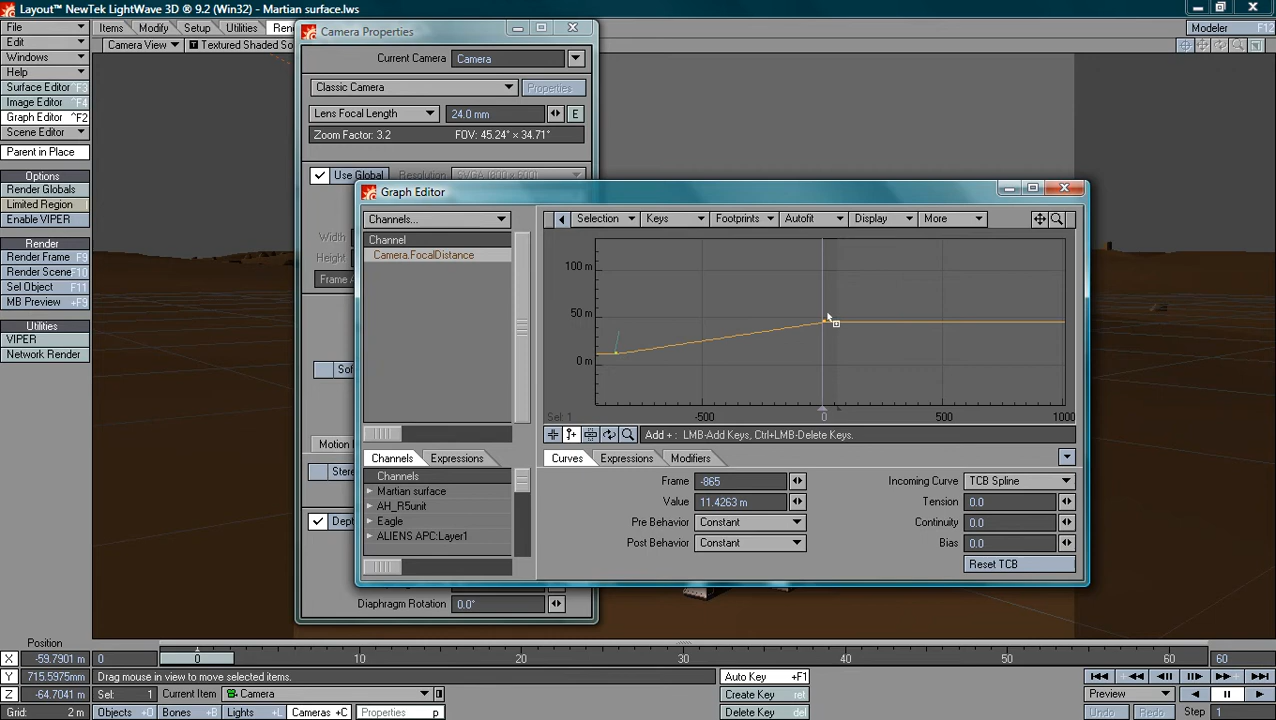 Layout™ NewTek LightWave 3D ® 9.2 (Win32) - Martian surface.lws
File
Items
Modify
Setup
Utilities
Camera Properties
Modeler
F12
Edit
Camera View
Textured Shaded So
Windows
Current Camera
Camera
Help
Surface Editor F5
Classic Camera
Properties
Image Editor ^F4
Graph Editor ^F2
Lens Focal Length
24.0 mm
E
Scene Editor
Zoom Factor: 3.2
FOV: 45.24° × 34.71°
Parent in Place
Options
Use Global
Resolution
Render Globals
Graph Editor
Limited Region
l
Enable VIPER
Channels...
Selection
Keys
Footprints
Autofit
Display
More
Render
Width
Channel
Render Frame F9
Height
Camera.FocalDistance
Render Scene F10
100 m
Sel Object F11
Frame A
MB Preview +F9
50 m
Utilities
VIPER
0 m
Network Render
Sof
Sel: 1
-500
0
500
1000
Motion
Add + : LMB-Add Keys, Ctrl+LMB-Delete Keys.
Channels
Expressions
Curves
Expressions
Modifiers
Stere
Channels
Frame
-865
Incoming Curve
TCB Spline
Martian surface
Value
11.4263 m
Tension
0.0
AH_R5unit
Dept
Eagle
Pre Behavior
Constant
Continuity
0.0
ALIENS APC:Layer1
Post Behavior
Constant
Bias
0.0
Reset TCB
Diaphragm Rotation
0.0°
Position
X
-59.7901 m
0
0
10
20
30
40
50
60
60
Y
715.5975mm
Drag mouse in view to move selected items.
Auto Key +F1
Z
-64.7041 m
Sel: 1
Current Item
Camera
Create Key ret
Preview
Grid: 2 m
Objects +O
Bones +B
Lights +L
Cameras +C
Properties p
Delete Key del
Undo
Redo
Step
1